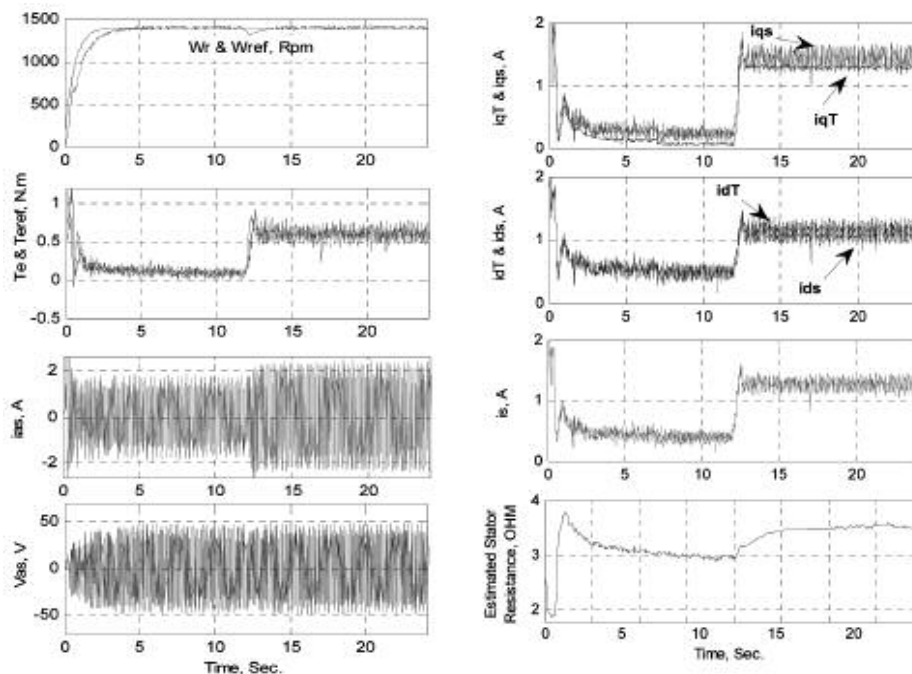 1500
1000
500
0
Wr & Wref, Rpm
0 5 10 15 20
Te & Teref, N.m
1
0.5
0
-0.5
0 5 10 15 20
ias, A
2
0
-2
0 5 10 15 20
Vas, V
50
0
-50
0 5 10 15 20
Time, Sec.
iqT & iqs, A
2
1
0
iqs
iqT
0 5 10 15 20
idT & ids, A
2
1
0
idT
ids
0 5 10 15 20
is, A
2
1
0
0 5 10 15 20
Estimated Stator
Resistance, OHM
4
3
2
0 5 10 15 20
Time, Sec.